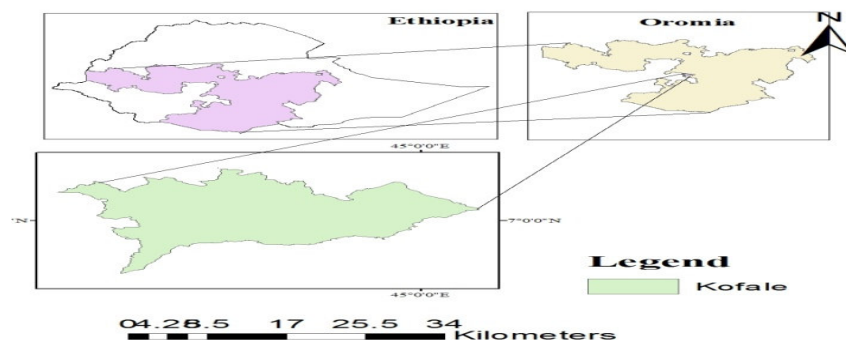 Ethiopia
Oromia
N
45°0'0"E
°N
7°0'0"N
Legend
Kofale
45°0'0"E
04.258.5 17 25.5 34
Kilometers